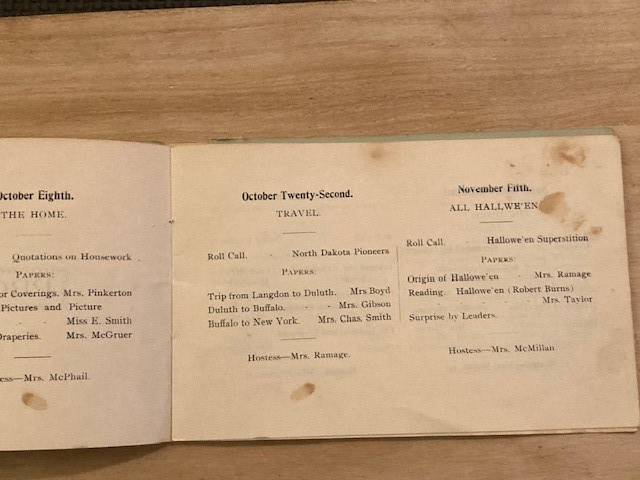 October Eighth.
THE HOME.
Quotations on Housework
PAPERS:
or Coverings. Mrs. Pinkerton
Pictures and Picture
Miss E. Smith
Draperies. Mrs. McGruer
ess—Mrs. McPhail.
October Twenty-Second.
TRAVEL.
Roll Call. North Dakota Pioneers
PAPERS:
Trip from Langdon to Duluth. Mrs Boyd
Duluth to Buffalo. Mrs. Gibson
Buffalo to New York. Mrs. Chas. Smith
Hostess—Mrs. Ramage.
November Fifth.
ALL HALLWE'EN
Roll Call. Hallowe'en Superstition
PAPERS:
Origin of Hallowe'en Mrs. Ramage
Reading. Hallowe'en (Robert Burns)
Mrs. Taylor
Surprise by Leaders.
Hostess—Mrs. McMillan